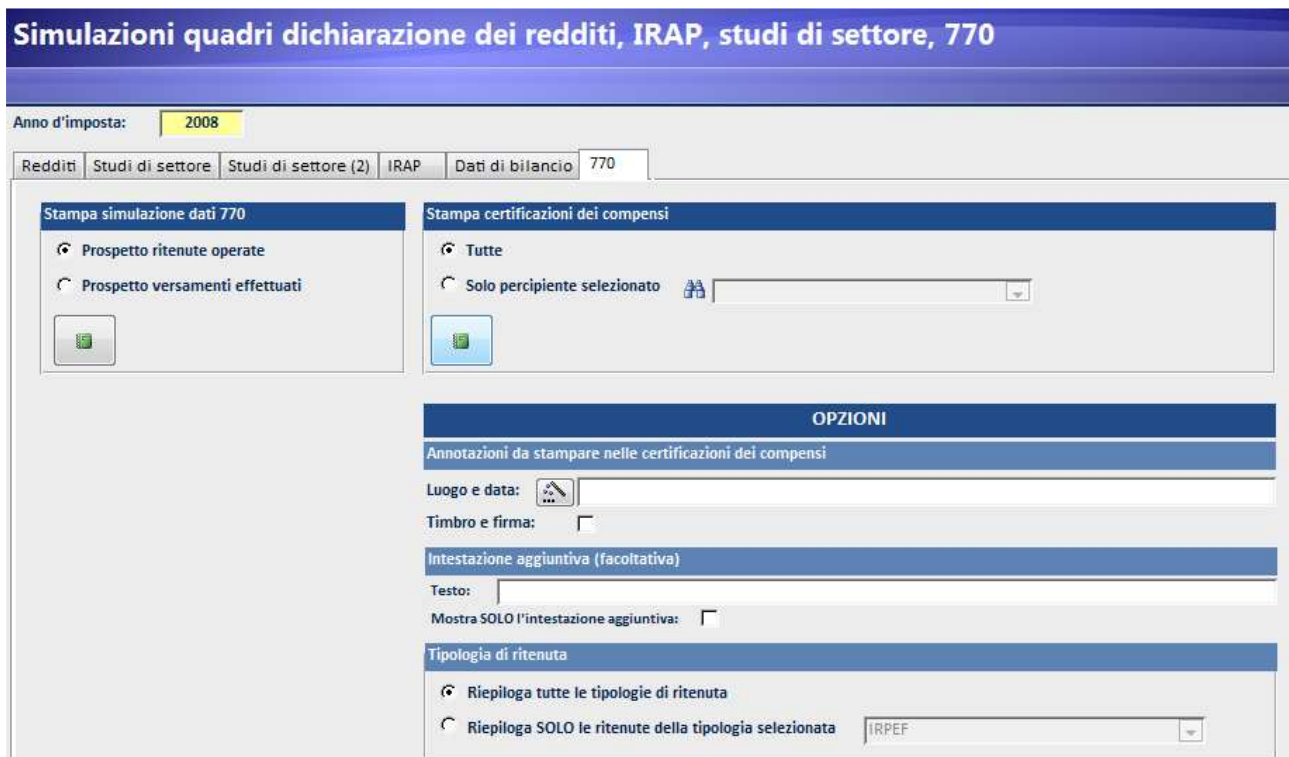 Simulazioni quadri dichiarazione dei redditi, IRAP, studi di settore, 770
Anno d'imposta: 2008
Redditi Studi di settore Studi di settore (2) IRAP Dati di bilancio 770
Stampa simulazione dati 770
Prospetto ritenute operate
Prospetto versamenti effettuati
Stampa certificazioni dei compensi
Tutte
Solo percipiente selezionato
OPZIONI
Annotazioni da stampare nelle certificazioni dei compensi
Luogo e data:
Timbro e firma:
Intestazione aggiuntiva (facoltativa)
Testo:
Mostra SOLO l'intestazione aggiuntiva:
Tipologia di ritenuta
Riepiloga tutte le tipologie di ritenuta
Riepiloga SOLO le ritenute della tipologia selezionata IRPEF